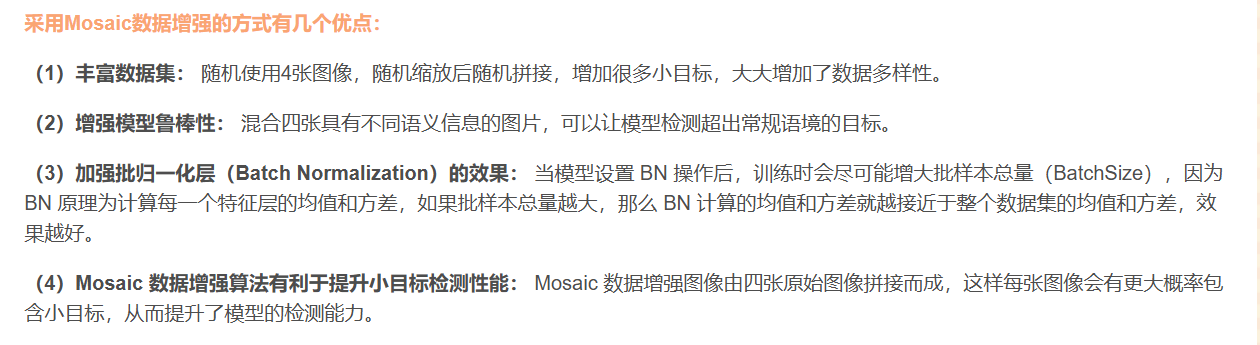 采用Mosaic数据增强的方式有几个优点：
（1）丰富数据集： 随机使用4张图像，随机缩放后随机拼接，增加很多小目标，大大增加了数据多样性。
（2）增强模型鲁棒性： 混合四张具有不同语义信息的图片，可以让模型检测超出常规语境的目标。
（3）加强批归一化层（Batch Normalization）的效果： 当模型设置 BN 操作后，训练时会尽可能增大批样本总量（BatchSize），因为
BN 原理为计算每一个特征层的均值和方差，如果批样本总量越大，那么 BN 计算的均值和方差就越接近于整个数据集的均值和方差，效
果越好。
（4）Mosaic 数据增强算法有利于提升小目标检测性能： Mosaic 数据增强图像由四张原始图像拼接而成，这样每张图像会有更大概率包
含小目标，从而提升了模型的检测能力。